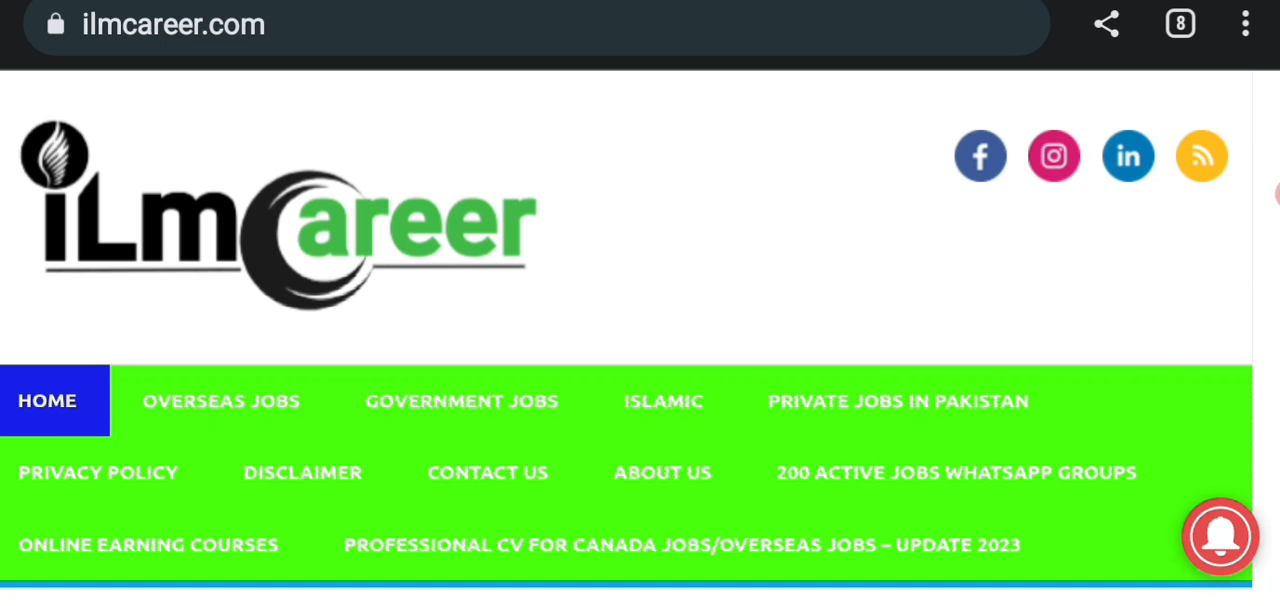 ilmcareer.com
8
iLmCareer
f
in
HOME OVERSEAS JOBS GOVERNMENT JOBS ISLAMIC PRIVATE JOBS IN PAKISTAN
PRIVACY POLICY DISCLAIMER CONTACT US ABOUT US 200 ACTIVE JOBS WHATSAPP GROUPS
ONLINE EARNING COURSES PROFESSIONAL CV FOR CANADA JOBS/OVERSEAS JOBS – UPDATE 2023